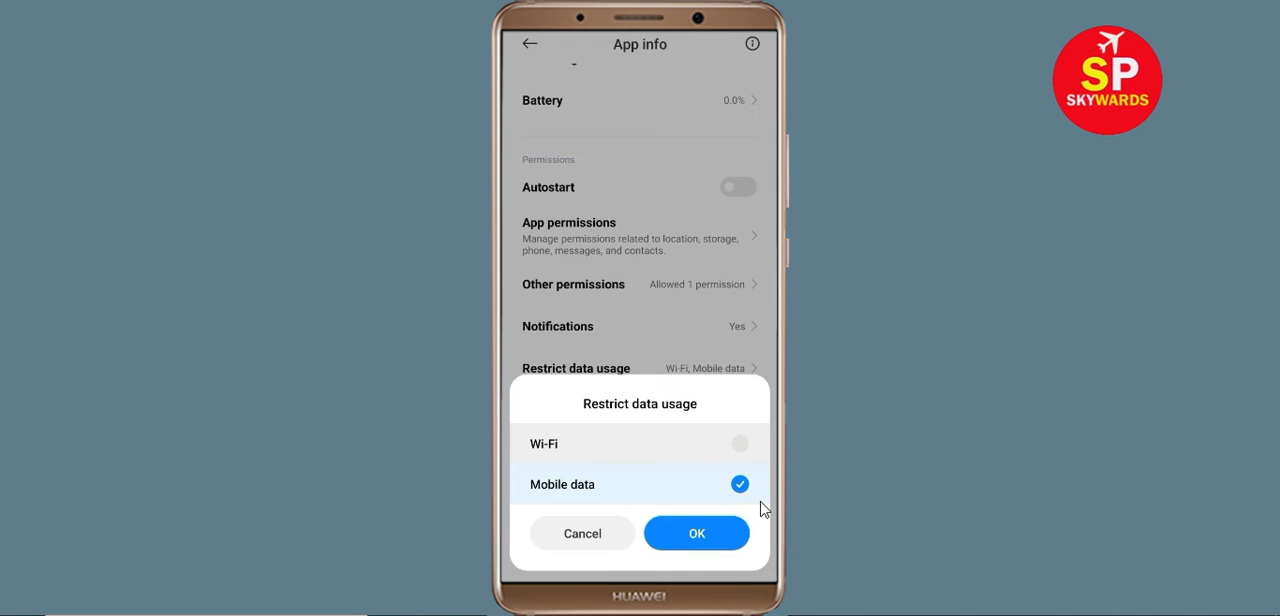 App info
SP
SKYWARDS
Battery 0.0%
Permissions
Autostart
App permissions
Manage permissions related to location, storage,
phone, messages, and contacts.
Other permissions Allowed 1 permission
Notifications Yes
Restrict data usage Wi-Fi, Mobile data
Restrict data usage
Wi-Fi
Mobile data
Cancel OK
HUAWEI